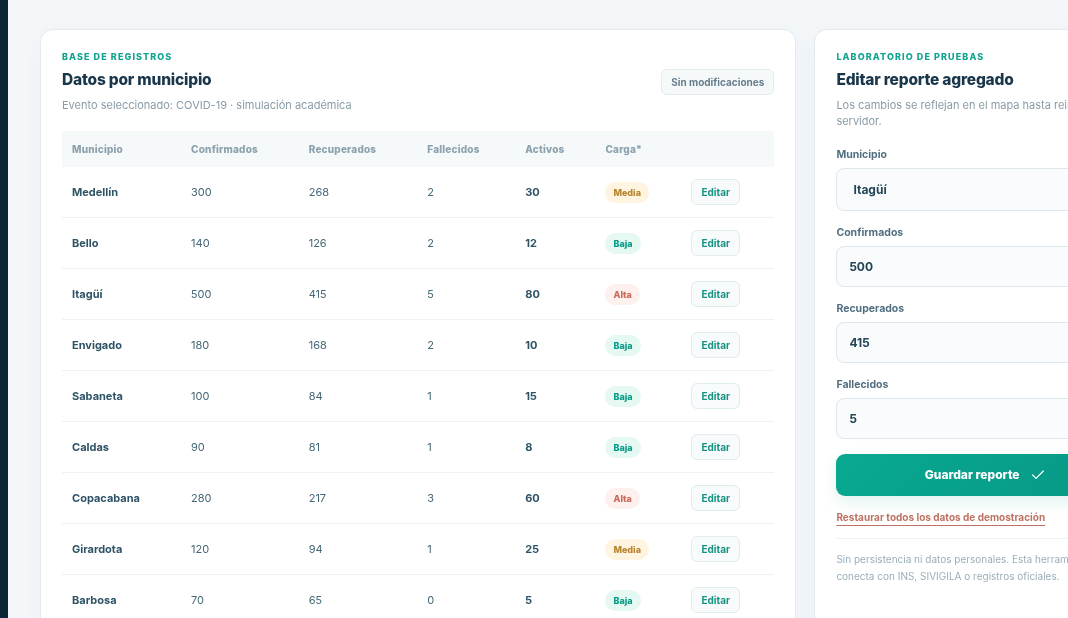 BASE DE REGISTROS
Datos por municipio
Evento seleccionado: COVID-19 · simulación académica
Sin modificaciones
Municipio Confirmados Recuperados Fallecidos Activos Carga*
Medellín 300 268 2 30 Media Editar
Bello 140 126 2 12 Baja Editar
Itagüí 500 415 5 80 Alta Editar
Envigado 180 168 2 10 Baja Editar
Sabaneta 100 84 1 15 Baja Editar
Caldas 90 81 1 8 Baja Editar
Copacabana 280 217 3 60 Alta Editar
Girardota 120 94 1 25 Media Editar
Barbosa 70 65 0 5 Baja Editar
LABORATORIO DE PRUEBAS
Editar reporte agregado
Los cambios se reflejan en el mapa hasta rei
servidor.
Municipio
Itagüí
Confirmados
500
Recuperados
415
Fallecidos
5
Guardar reporte
Restaurar todos los datos de demostración
Sin persistencia ni datos personales. Esta herram
conecta con INS, SIVIGILA o registros oficiales.